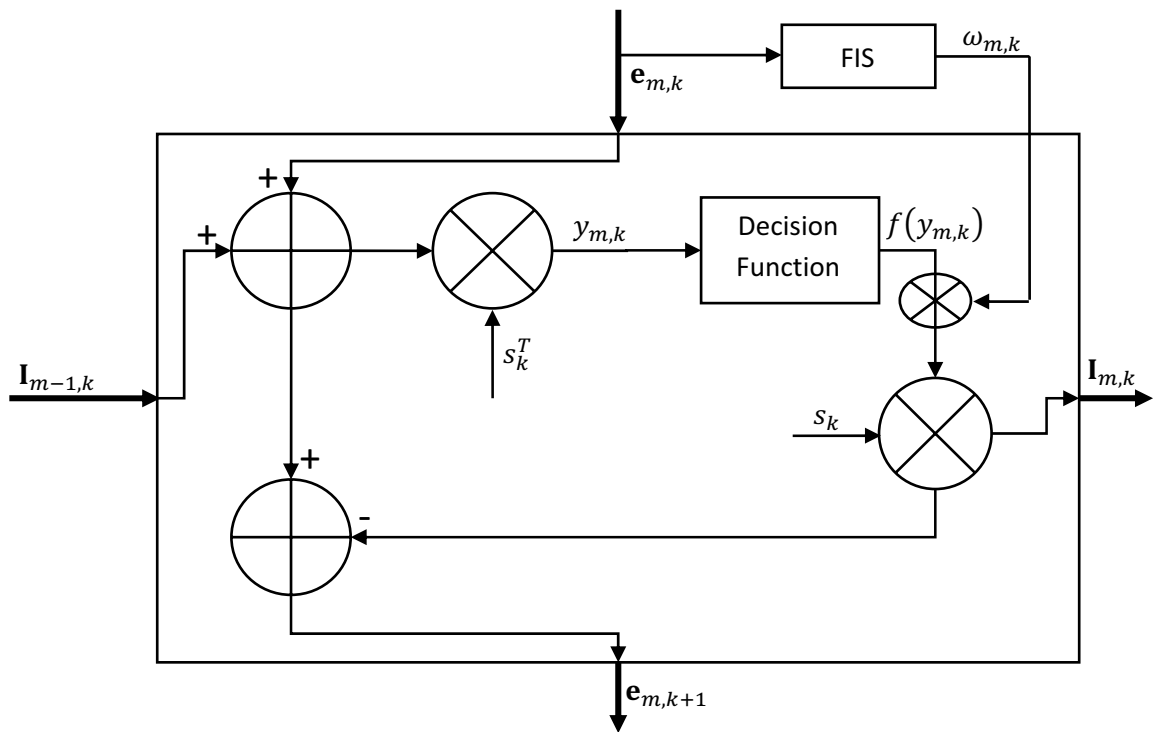 FIS
ω_{m,k}
e_{m,k}
+
+
y_{m,k}
Decision
Function
f(y_{m,k})
s_k^T
I_{m−1,k}
I_{m,k}
s_k
+
-
e_{m,k+1}